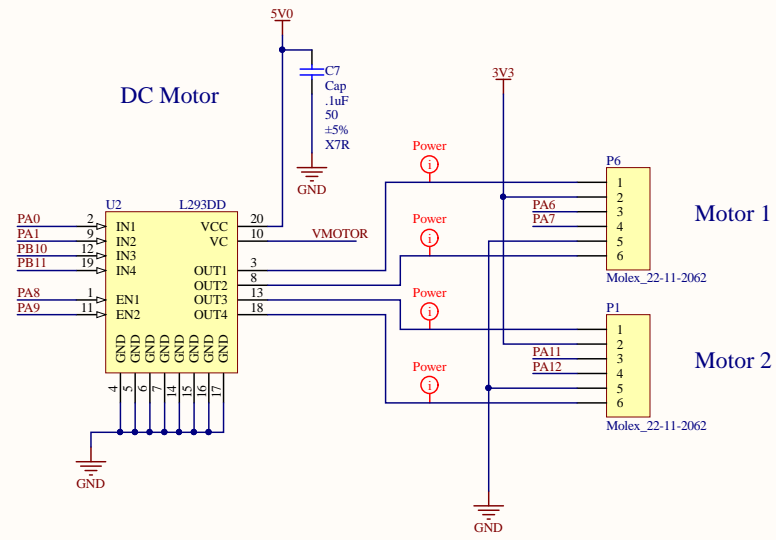 5V0
C7
Cap
.1uF
50
±5%
X7R
GND
DC Motor
3V3
Power
i
P6
1
2
PA6 3
PA7 4
5
6
Molex_22-11-2062
Motor 1
U2 L293DD
PA0 2 IN1 VCC 20
PA1 9 IN2 VC 10 VMOTOR
PB10 12 IN3
PB11 19 IN4 OUT1 3
OUT2 8
PA8 1 EN1 OUT3 13
PA9 11 EN2 OUT4 18
GND GND GND GND GND GND GND GND
4 5 6 7 14 15 16 17
GND
Power
i
Power
i
Power
i
P1
1
2
PA11 3
PA12 4
5
6
Molex_22-11-2062
Motor 2
GND